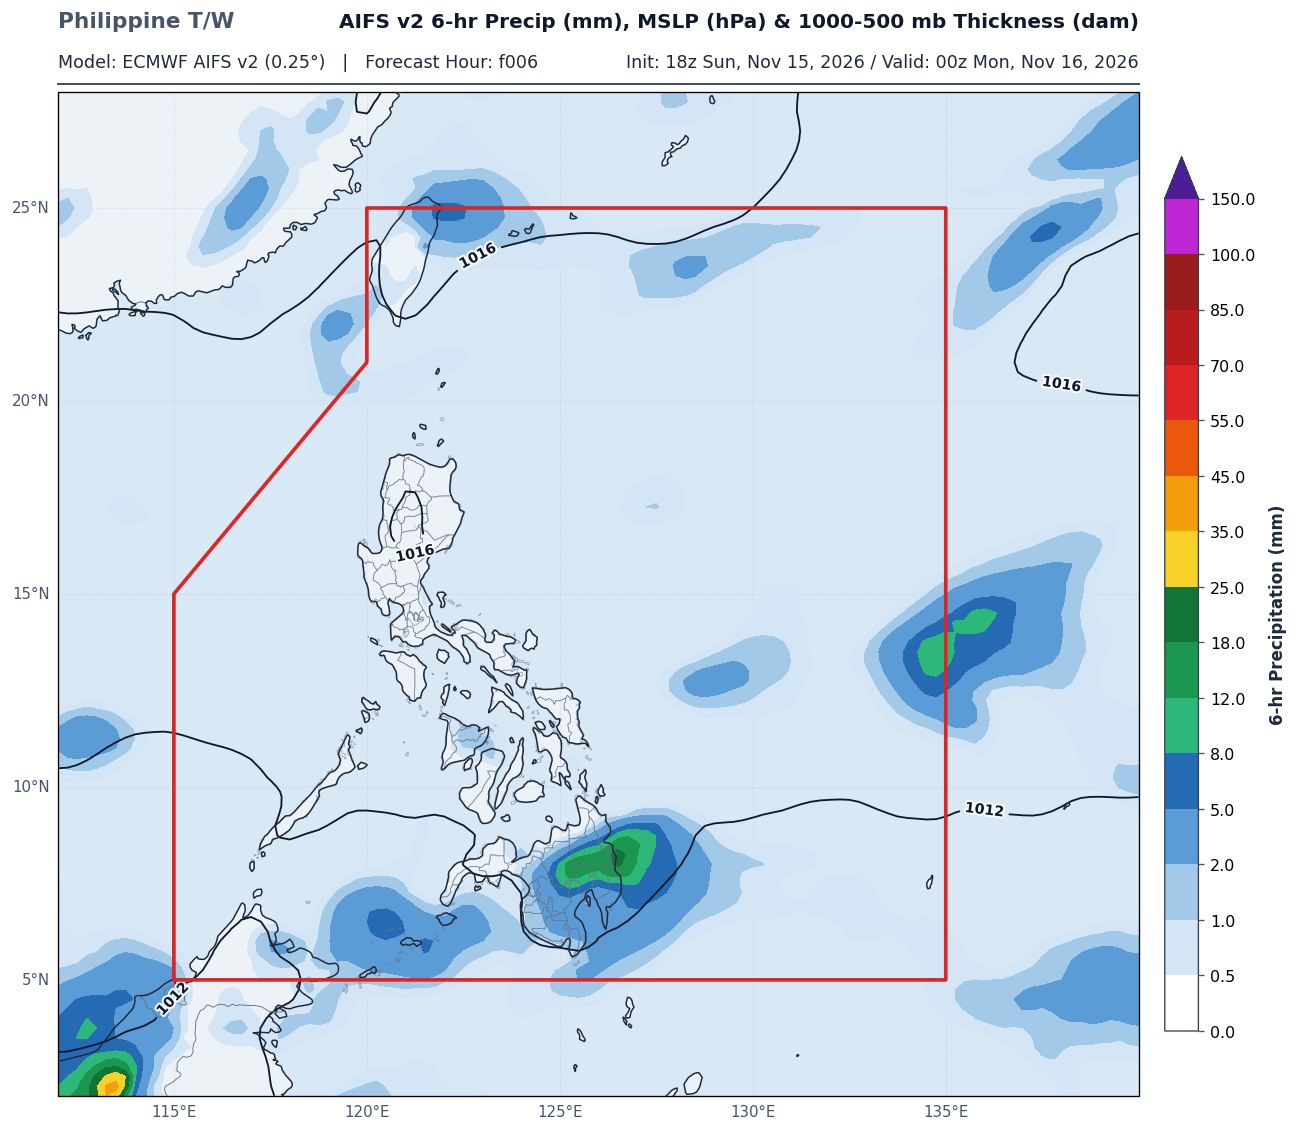 Philippine T/W
AIFS v2 6-hr Precip (mm), MSLP (hPa) & 1000-500 mb Thickness (dam)
Model: ECMWF AIFS v2 (0.25°) | Forecast Hour: f006
Init: 18z Sun, Nov 15, 2026 / Valid: 00z Mon, Nov 16, 2026
25°N
20°N
15°N
10°N
5°N
115°E
120°E
125°E
130°E
135°E
1016
1016
1016
1012
1012
150.0
100.0
85.0
70.0
55.0
45.0
35.0
25.0
18.0
12.0
8.0
5.0
2.0
1.0
0.5
0.0
6-hr Precipitation (mm)